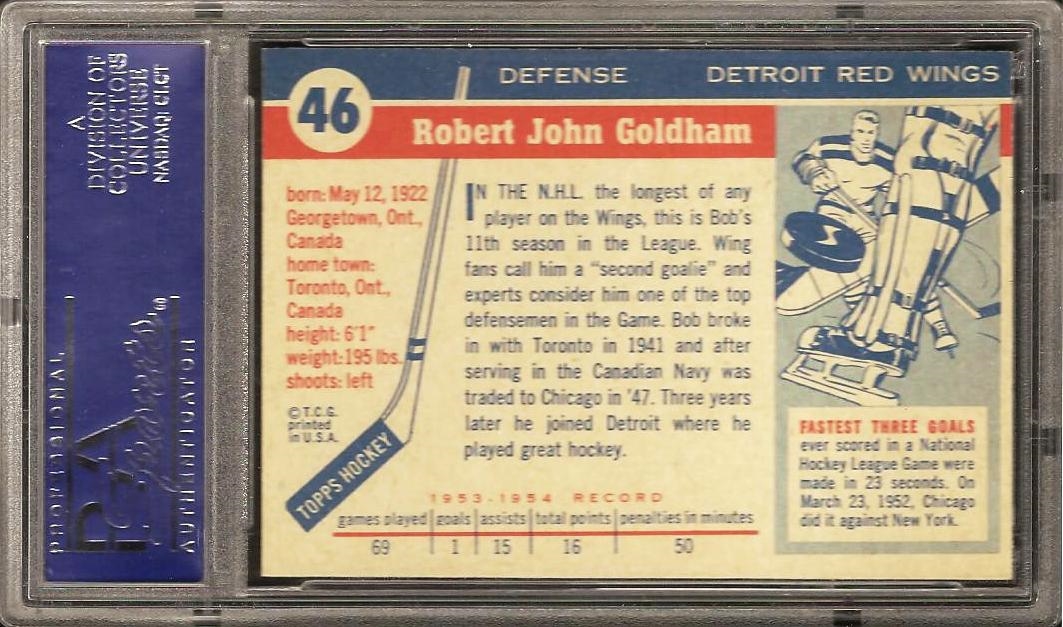 A
DIVISION OF
COLLECTORS
UNIVERSE
NASDAQ: CLCT
PROFESSIONAL
PSA
AUTHENTICATOR
46
DEFENSE DETROIT RED WINGS
Robert John Goldham
born: May 12, 1922
Georgetown, Ont.,
Canada
home town:
Toronto, Ont.,
Canada
height: 6'1"
weight: 195 lbs.
shoots: left
© T.C.G.
printed
in U.S.A.
TOPPS HOCKEY
IN THE N.H.L. the longest of any
player on the Wings, this is Bob's
11th season in the League. Wing
fans call him a "second goalie" and
experts consider him one of the top
defensemen in the Game. Bob broke
in with Toronto in 1941 and after
serving in the Canadian Navy was
traded to Chicago in '47. Three years
later he joined Detroit where he
played great hockey.
1953-1954 RECORD
games played goals assists total points penalties in minutes
69 1 15 16 50
FASTEST THREE GOALS
ever scored in a National
Hockey League Game were
made in 23 seconds. On
March 23, 1952, Chicago
did it against New York.